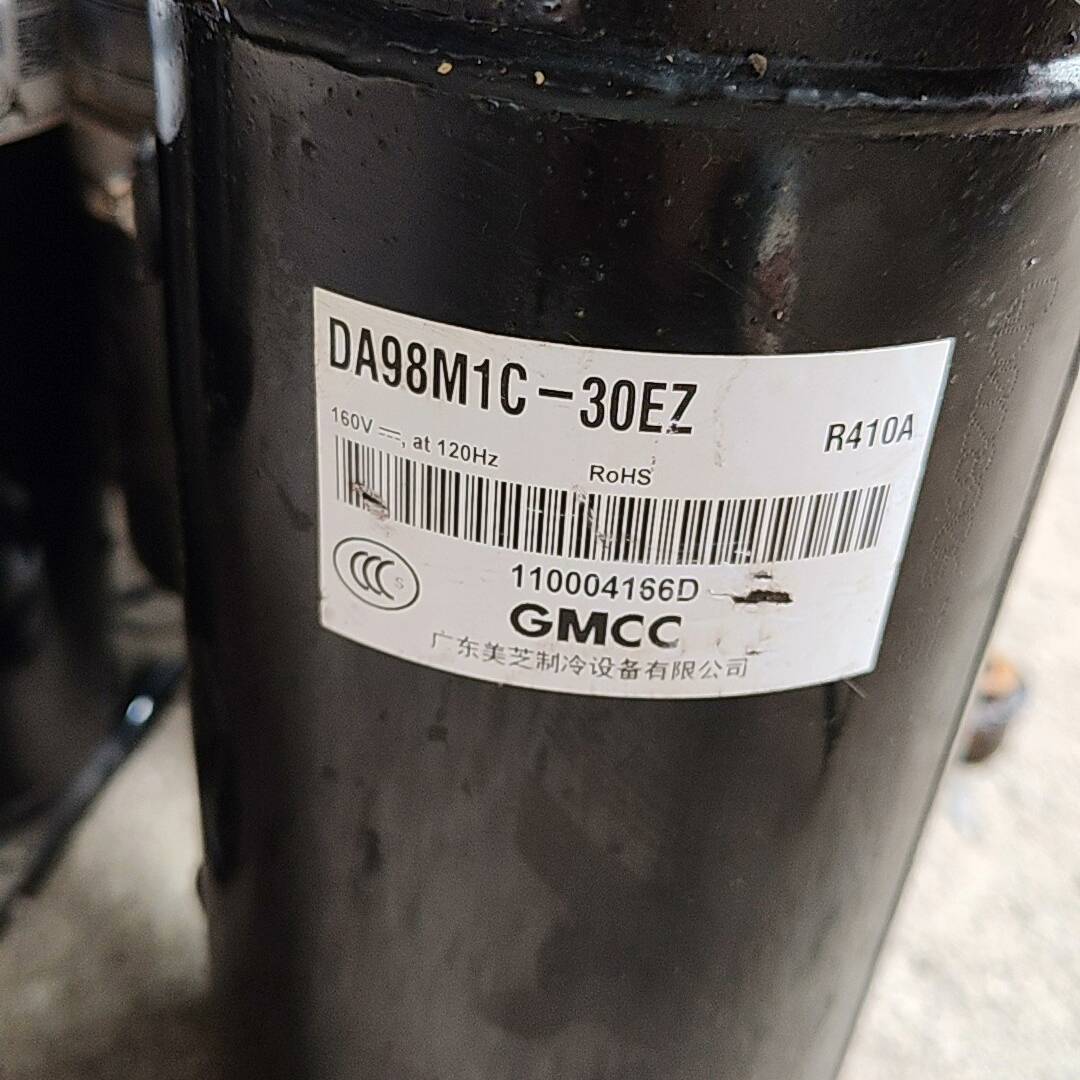 DA98M1C-30EZ
160V ⎓, at 120Hz
RoHS
R410A
CCC S
110004166D
GMCC
广东美芝制冷设备有限公司